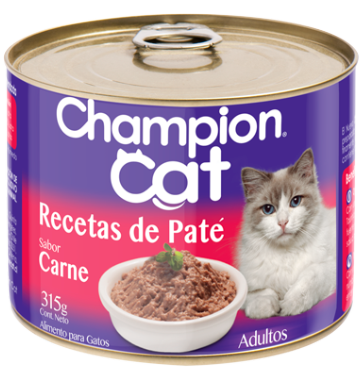 Champion
Cat
Recetas de Paté
Sabor
Carne
315g
Cont. Neto
Alimento para Gatos
Adultos